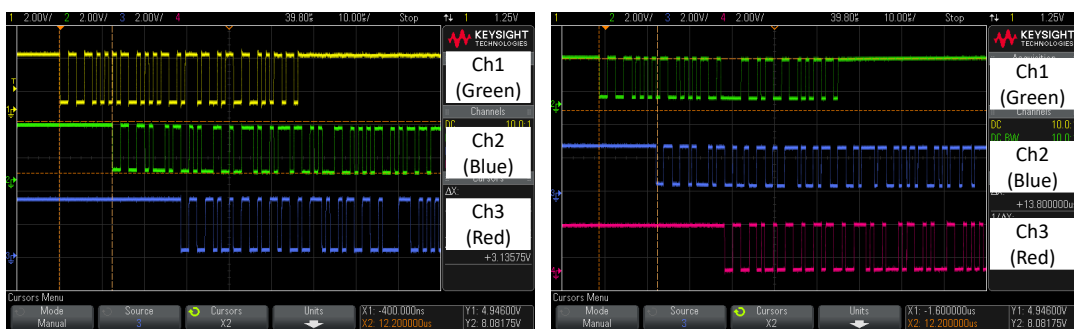 1 2.00V/ 2 2.00V/ 3 2.00V/ 4 39.80% 10.00%/ Stop 1 1.25V
KEYSIGHT
TECHNOLOGIES
Ch1
(Green)
Channels
DC 10.0:1
Ch2
(Blue)
Cursors
ΔX:
Ch3
(Red)
+3.13575V
Cursors Menu
Mode
Manual
Source
3
Cursors
X2
Units
X1: -400.000ns
X2: 12.200000us
Y1: 4.94600V
Y2: 8.08175V
2 2.00V/ 3 2.00V/ 4 2.00V/ 39.80% 10.00%/ Stop 1 1.25V
KEYSIGHT
TECHNOLOGIES
Acquisition
Ch1
(Green)
Channels
DC 10.0:
DC BW 10.0:
Ch2
(Blue)
ΔX:
+13.800000u
1/ΔX:
Ch3
(Red)
Cursors Menu
Mode
Manual
Source
3
Cursors
X2
Units
X1: -1.600000us
X2: 12.200000us
Y1: 4.94600V
Y2: 8.08175V